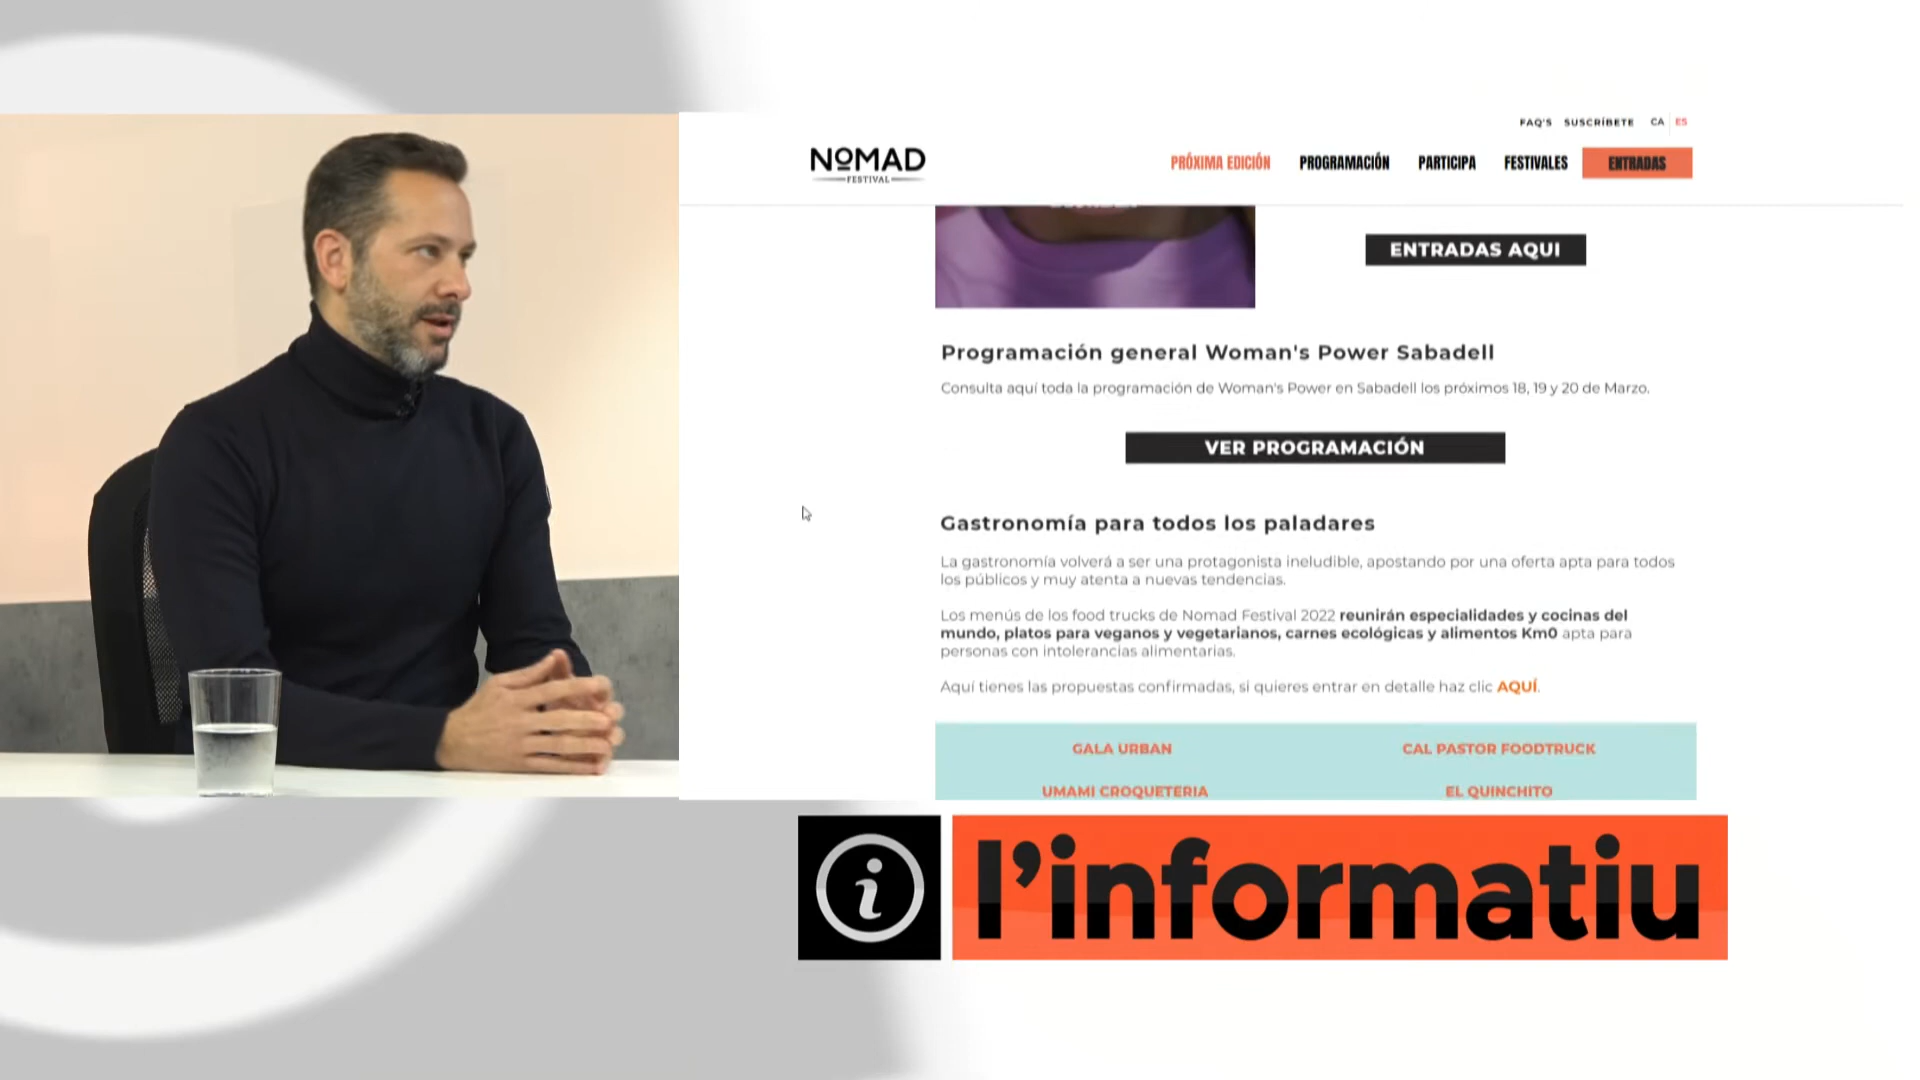 FAQ'S SUSCRÍBETE CA ES
NOMAD
FESTIVAL
PRÓXIMA EDICIÓN PROGRAMACIÓN PARTICIPA FESTIVALES ENTRADAS
ENTRADAS AQUI
Programación general Woman's Power Sabadell
Consulta aquí toda la programación de Woman's Power en Sabadell los próximos 18, 19 y 20 de Marzo.
VER PROGRAMACIÓN
Gastronomía para todos los paladares
La gastronomía volverá a ser una protagonista ineludible, apostando por una oferta apta para todos
los públicos y muy atenta a nuevas tendencias.
Los menús de los food trucks de Nomad Festival 2022 reunirán especialidades y cocinas del
mundo, platos para veganos y vegetarianos, carnes ecológicas y alimentos Km0 apta para
personas con intolerancias alimentarias.
Aquí tienes las propuestas confirmadas, si quieres entrar en detalle haz clic AQUÍ.
GALA URBAN CAL PASTOR FOODTRUCK
UMAMI CROQUETERIA EL QUINCHITO
i l'informatiu